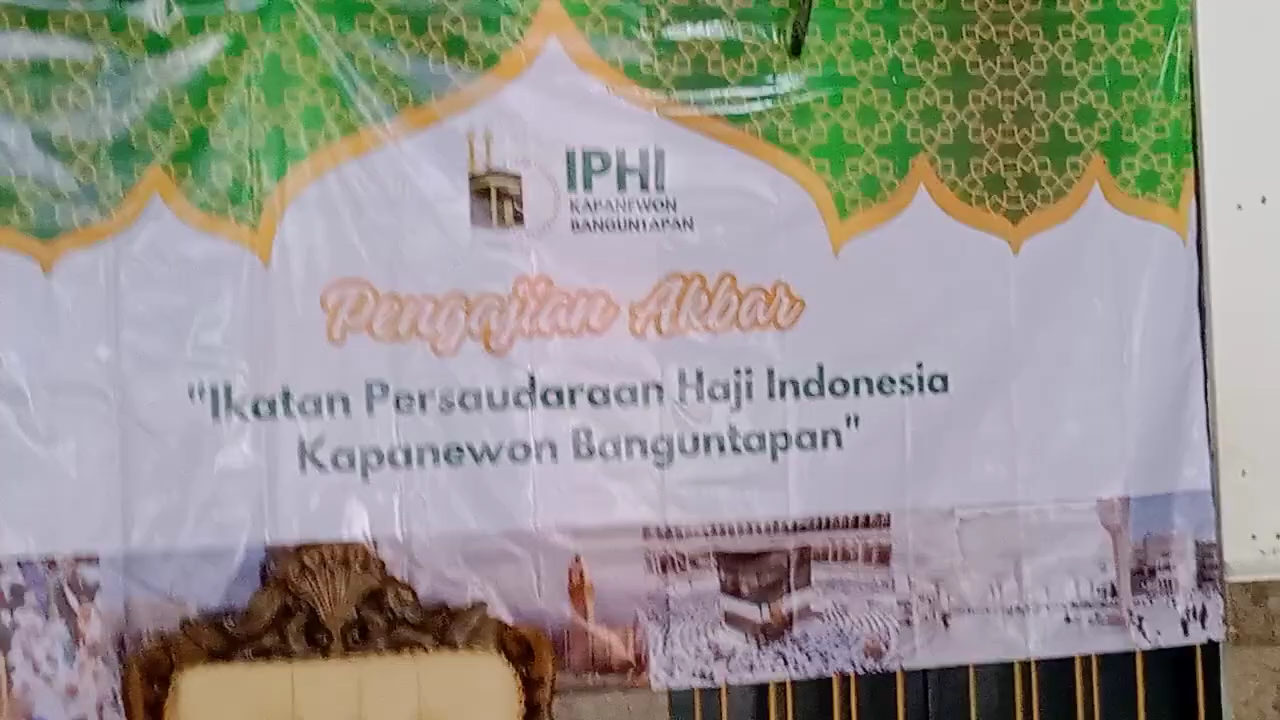 IPHI
KAPANEWON
BANGUNTAPAN
Pengajian Akbar
"Ikatan Persaudaraan Haji Indonesia
Kapanewon Banguntapan"